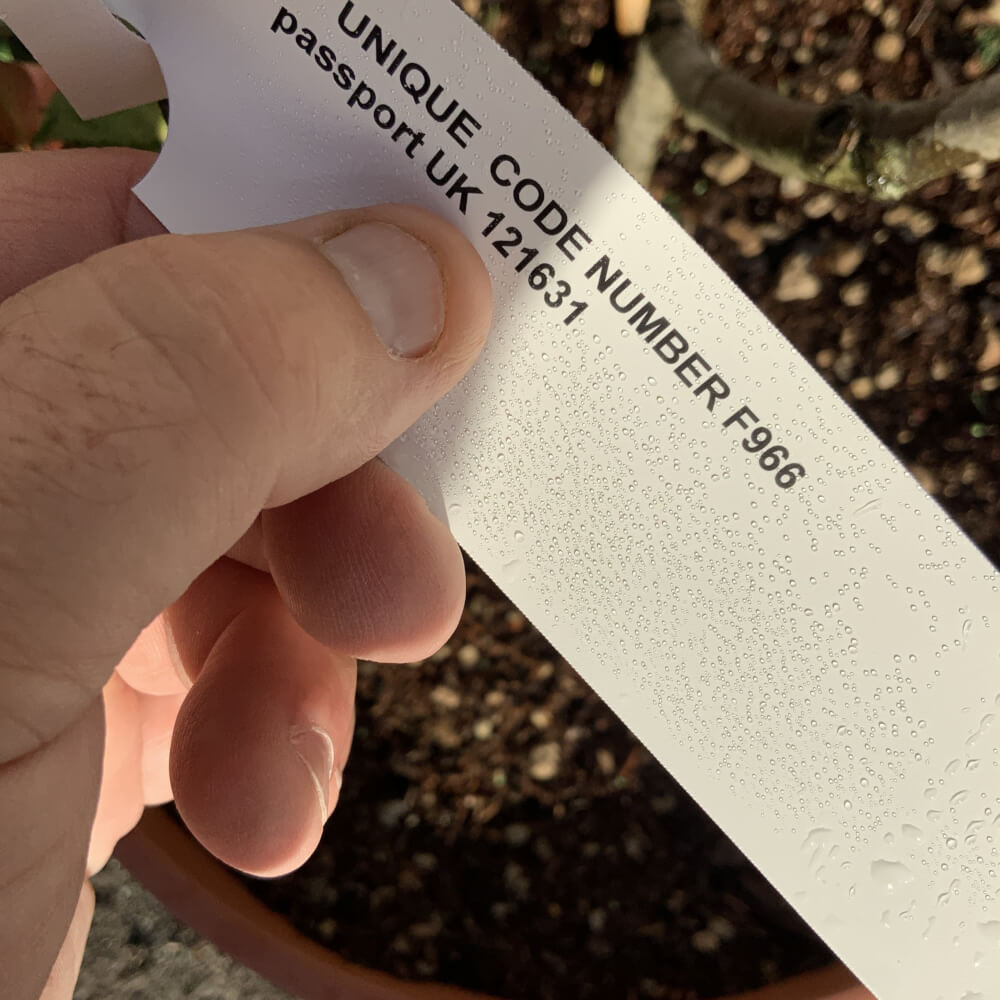 UNIQUE CODE NUMBER F966
passport UK 121631